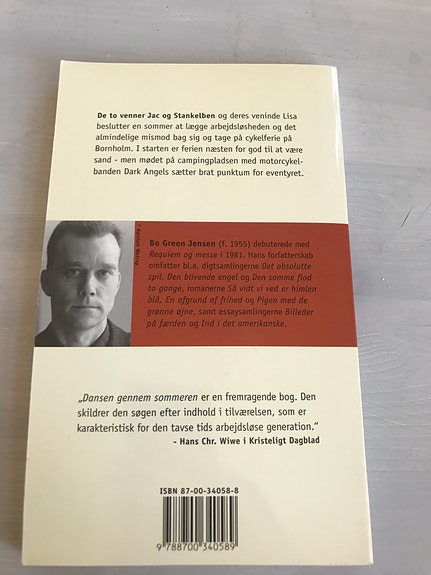 De to venner Jac og Stankelben og deres veninde Lisa
beslutter en sommer at lægge arbejdsløsheden og det
almindelige mismod bag sig og tage på cykelferie på
Bornholm. I starten er ferien næsten for god til at være
sand - men mødet på campingpladsen med motorcykel-
banden Dark Angels sætter brat punktum for eventyret.
Bo Green Jensen (f. 1955) debuterede med
Requiem og messe i 1981. Hans forfatterskab
omfatter bl.a. digtsamlingerne Det absolutte
spil, Den blivende engel og Den samme flod
to gange, romanerne Så vidt vi ved er himlen
blå, En afgrund af frihed og Pigen med de
grønne øjne, samt essaysamlingerne Billeder
på færden og Ind i det amerikanske.
„Dansen gennem sommeren er en fremragende bog. Den
skildrer den søgen efter indhold i tilværelsen, som er
karakteristisk for den tavse tids arbejdsløse generation.“
- Hans Chr. Wiwe i Kristeligt Dagblad
ISBN 87-00-34058-8
9 788700 340589